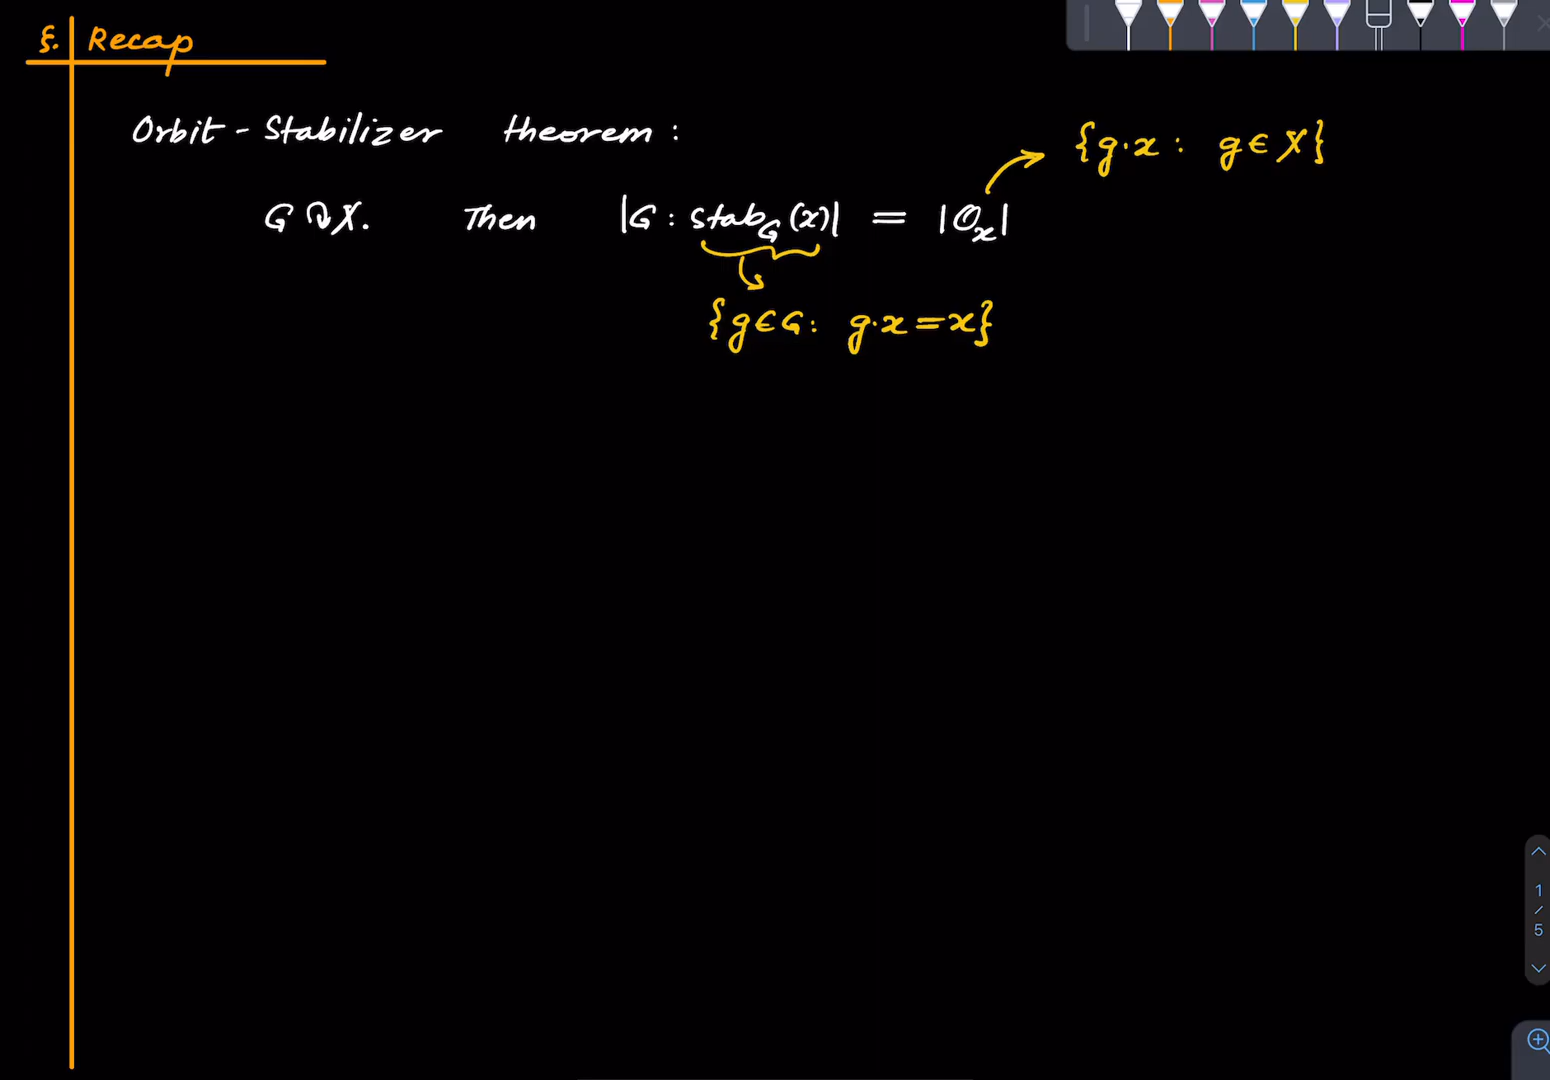 §. Recap
Orbit - Stabilizer theorem :
{g·x : g ∈ X}
G ↷ X. Then |G : stab_G (x)| = |O_x|
{g ∈ G : g·x = x}
1
/
5